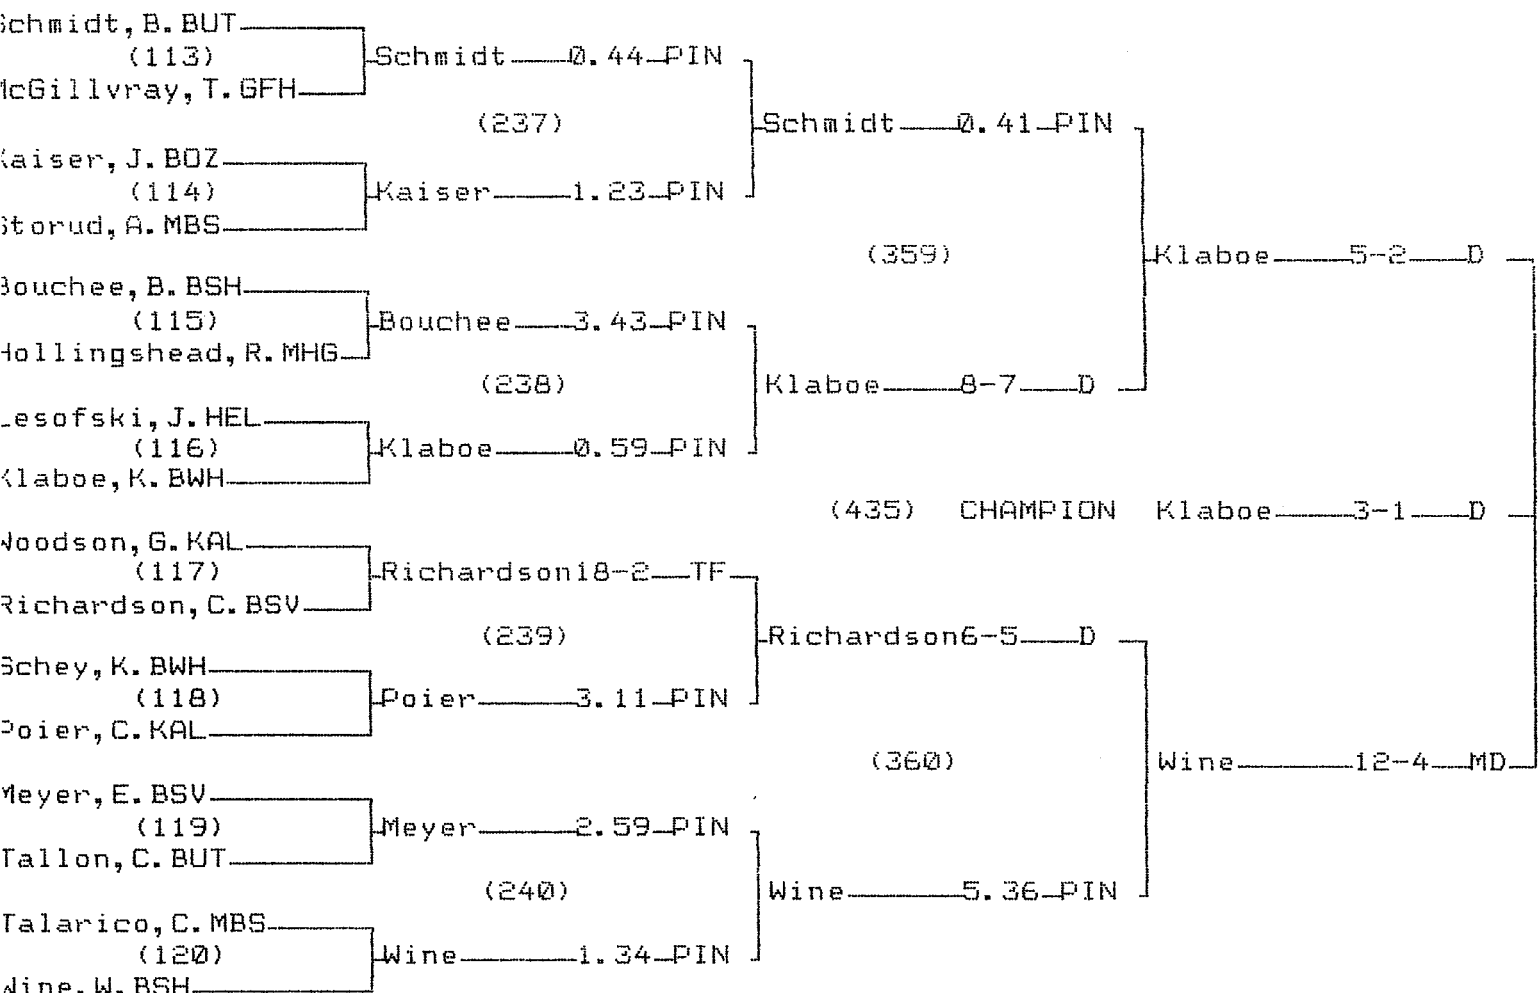 Schmidt, B. BUT
(113) Schmidt 0.44 PIN
McGillvray, T. GFH
(237) Schmidt 0.41 PIN
Kaiser, J. BOZ
(114) Kaiser 1.23 PIN
Storud, A. MBS
(359) Klaboe 5-2 D
Bouchee, B. BSH
(115) Bouchee 3.43 PIN
Hollingshead, R. MHG
(238) Klaboe 8-7 D
Lesofski, J. HEL
(116) Klaboe 0.59 PIN
Klaboe, K. BWH
(435) CHAMPION Klaboe 3-1 D
Woodson, G. KAL
(117) Richardson18-2 TF
Richardson, C. BSV
(239) Richardson6-5 D
Schey, K. BWH
(118) Poier 3.11 PIN
Poier, C. KAL
(360) Wine 12-4 MD
Meyer, E. BSV
(119) Meyer 2.59 PIN
Tallon, C. BUT
(240) Wine 5.36 PIN
Talarico, C. MBS
(120) Wine 1.34 PIN
Wine, W. BSH